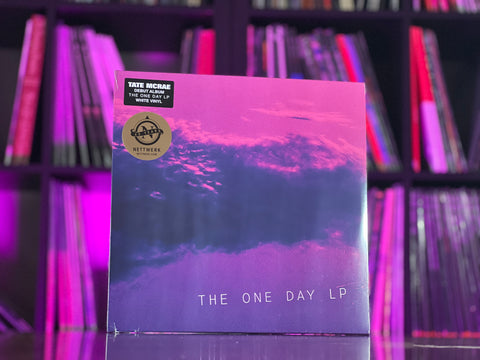 TATE MCRAE
DEBUT ALBUM
THE ONE DAY LP
WHITE VINYL
NETTWERK
THE ONE DAY LP